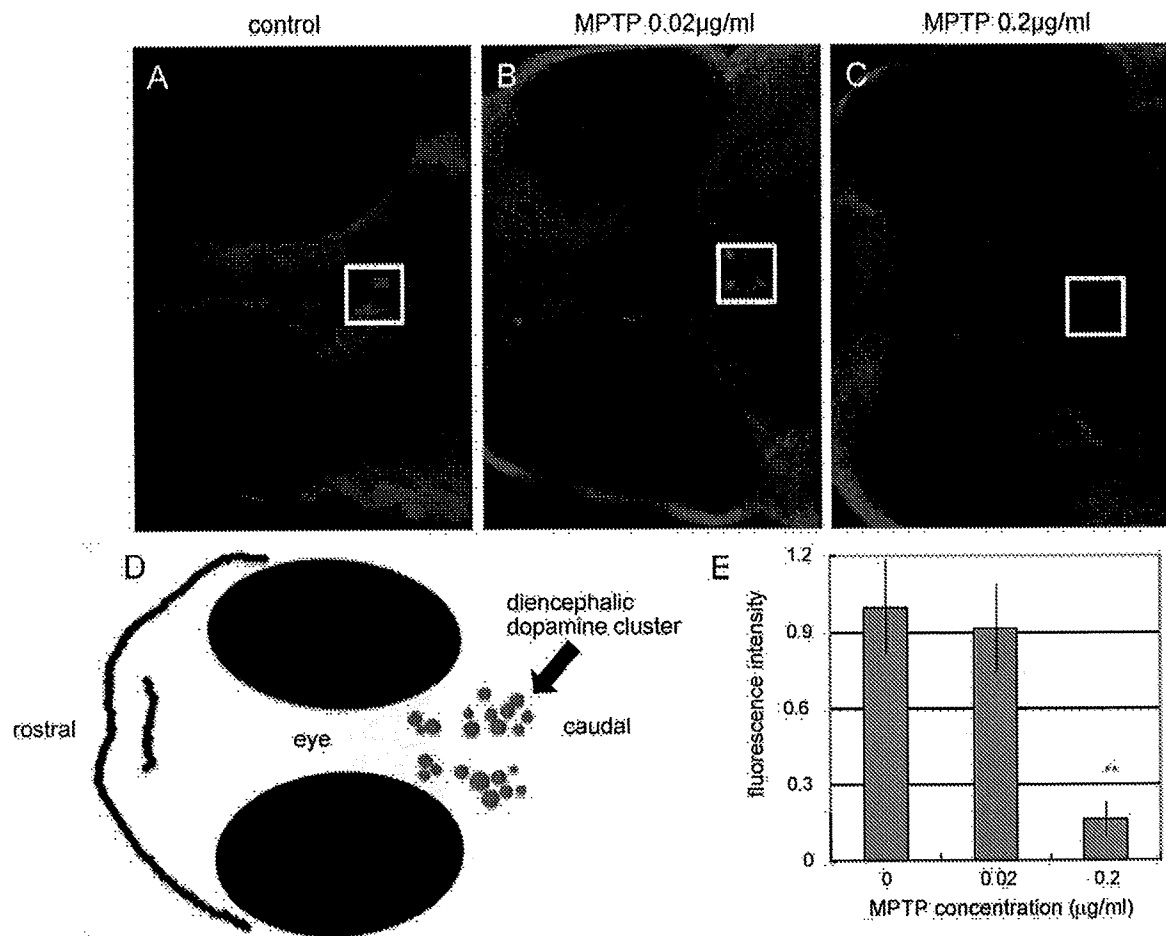 control
MPTP 0.02µg/ml
MPTP 0.2µg/ml
A
B
C
D
diencephalic
dopamine cluster
rostral
eye
caudal
E
fluorescence intensity
1.2
0.9
0.6
0.3
0
0
0.02
0.2
MPTP concentration (µg/ml)